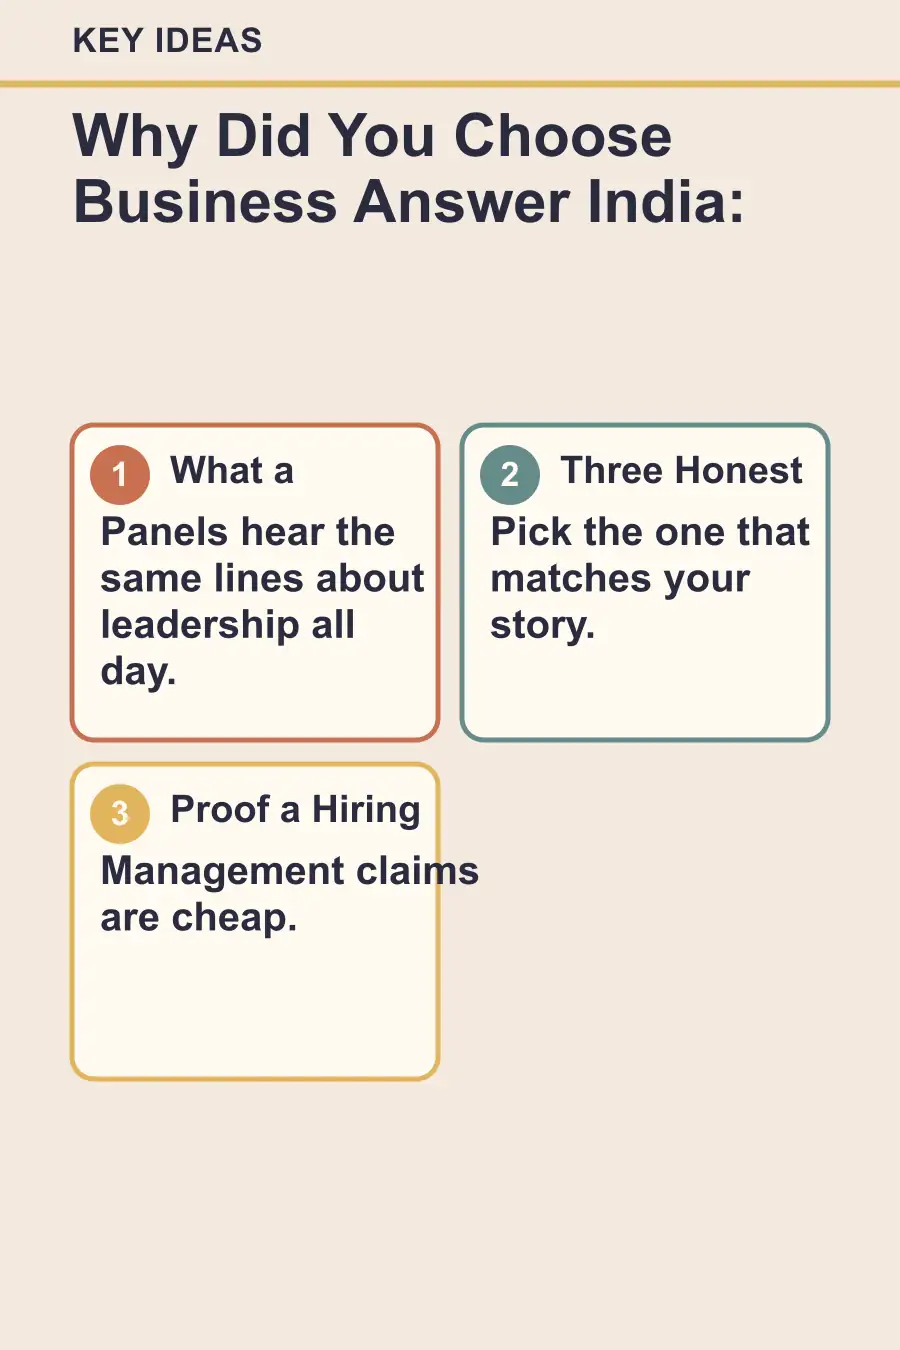 KEY IDEAS
Why Did You Choose
Business Answer India:
1 What a
Panels hear the
same lines about
leadership all
day.
2 Three Honest
Pick the one that
matches your
story.
3 Proof a Hiring
Management claims
are cheap.